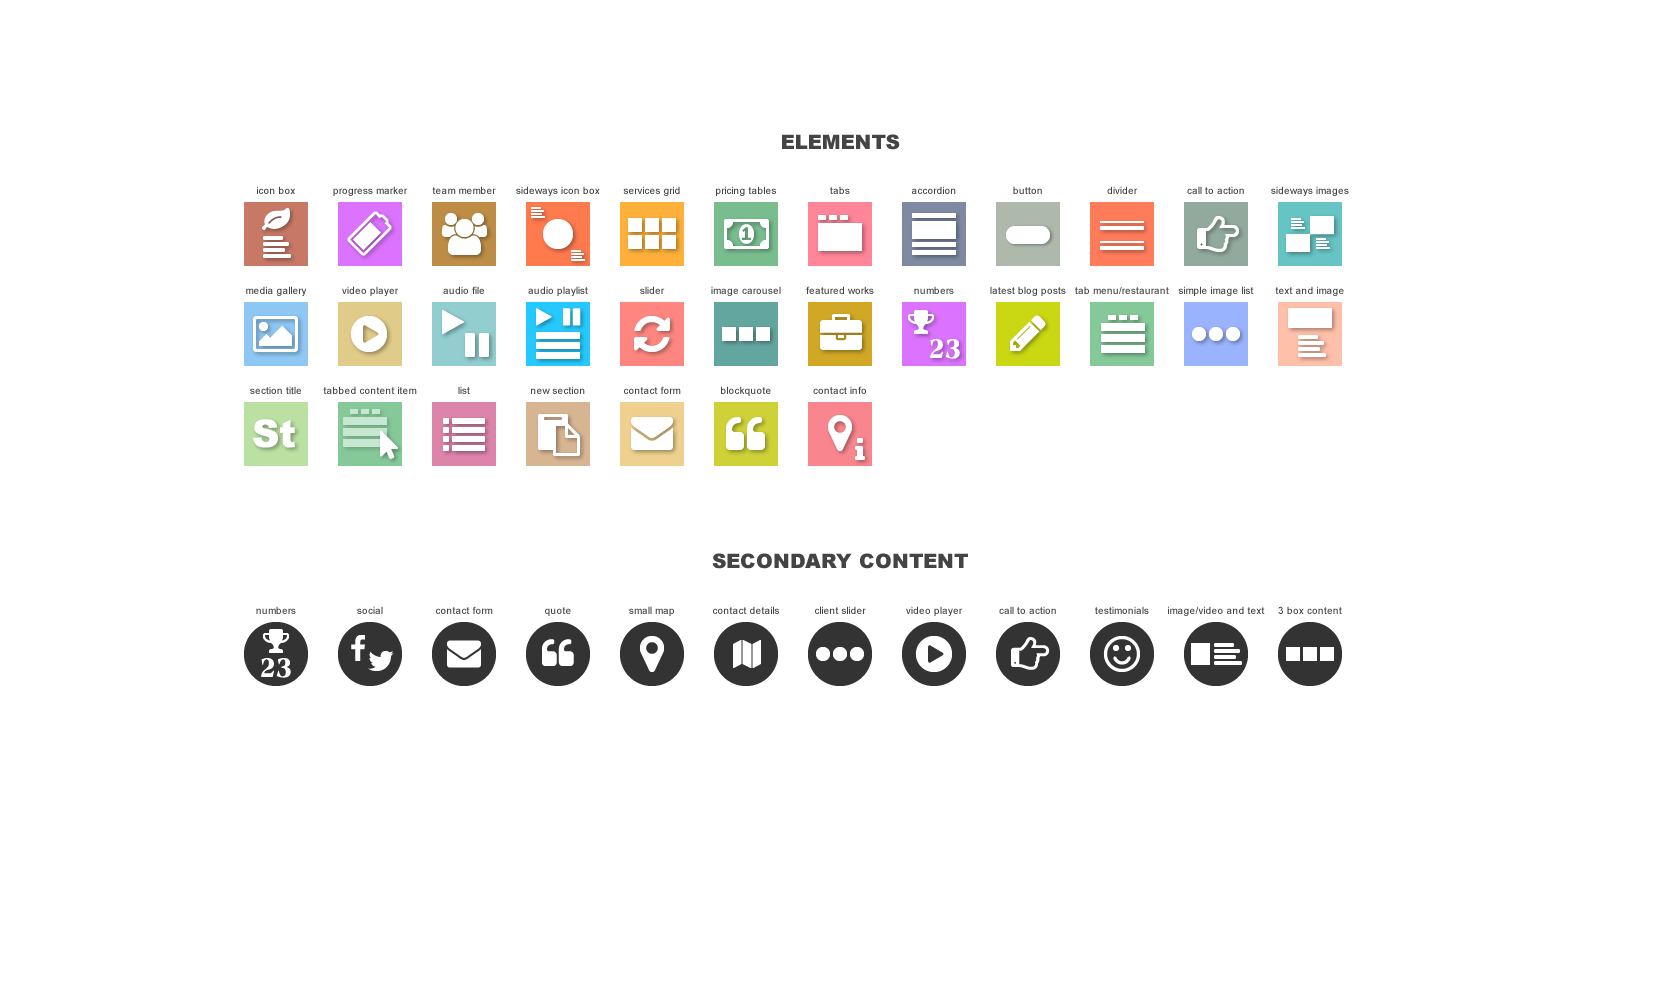 ELEMENTS
icon box progress marker team member sideways icon box services grid pricing tables tabs accordion button divider call to action sideways images
1
media gallery video player audio file audio playlist slider image carousel featured works numbers latest blog posts tab menu/restaurant simple image list text and image
23
section title tabbed content item list new section contact form blockquote contact info
St
SECONDARY CONTENT
numbers social contact form quote small map contact details client slider video player call to action testimonials image/video and text 3 box content
23